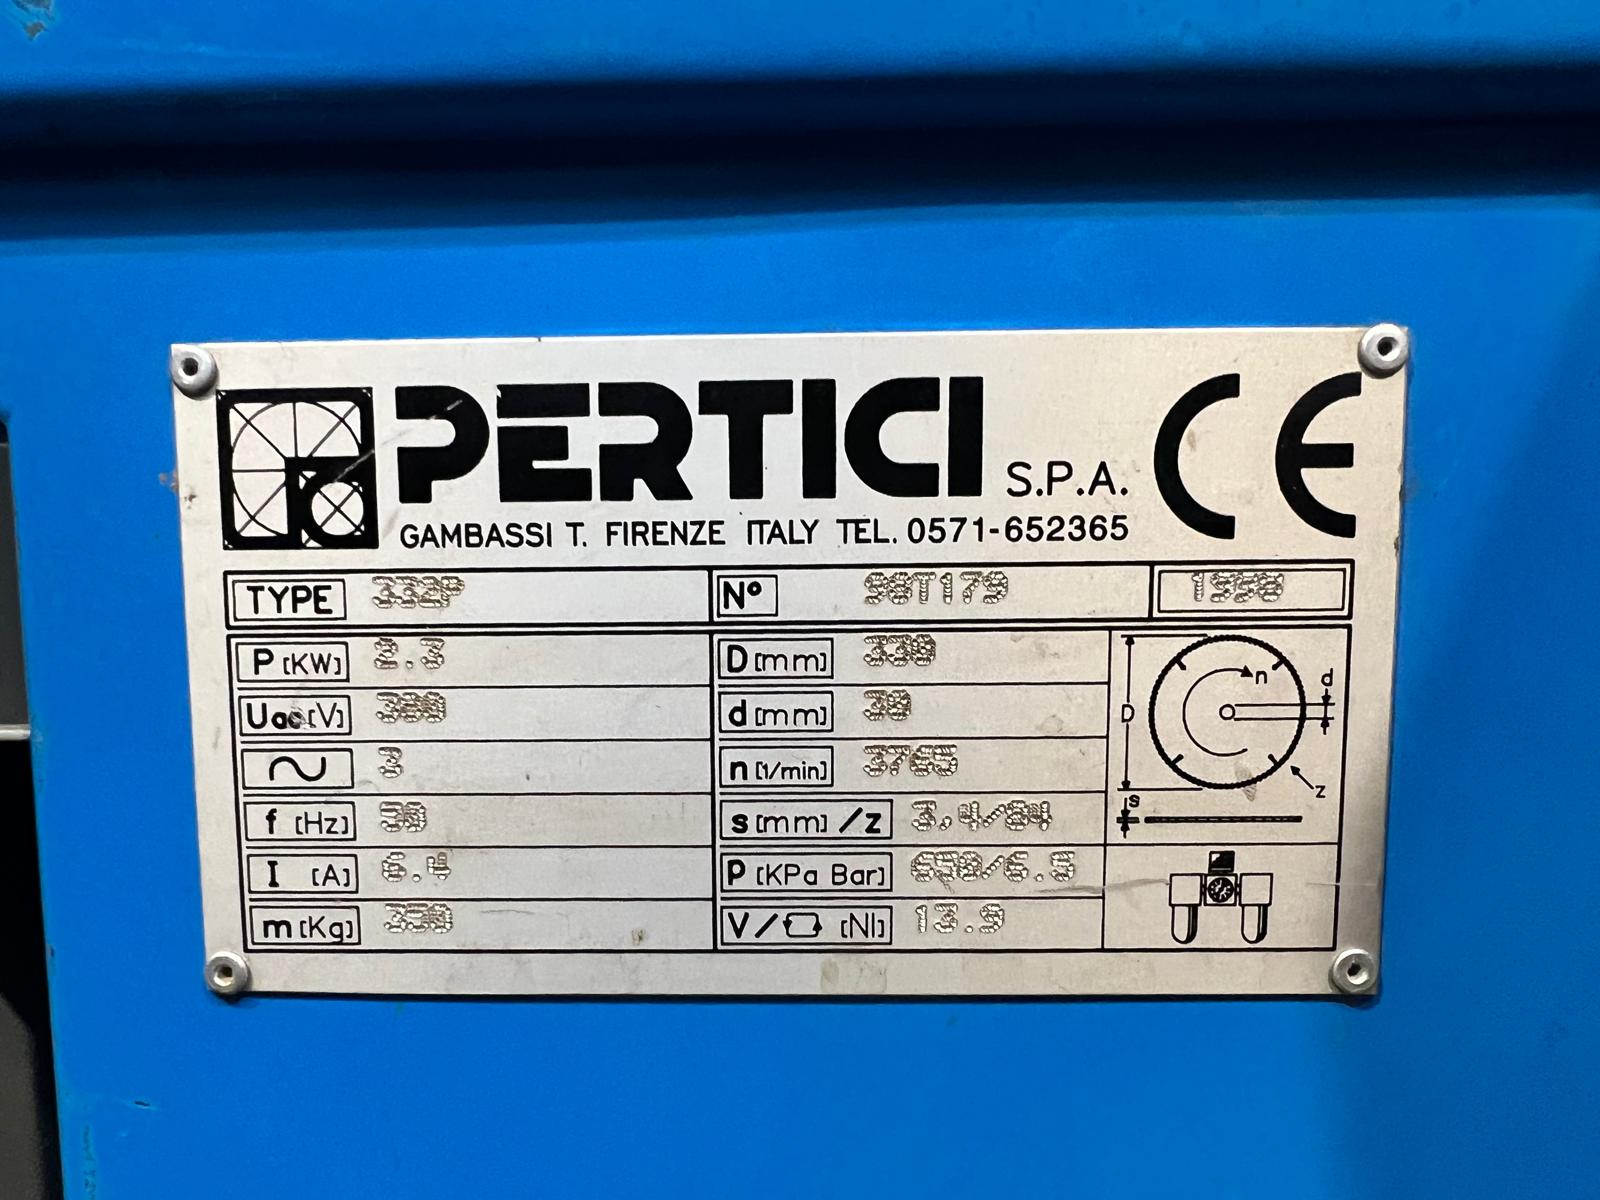 PERTICI S.P.A. CE
GAMBASSI T. FIRENZE ITALY TEL. 0571-652365
TYPE 332P Nº 98T179 1998
P [KW] 2.3 D [mm] 330
Uac [V] 380 d [mm] 30
3 n [1/min] 3765
f [Hz] 50 s [mm] / z 3.4/84
I [A] 6.4 P [KPa Bar] 650/6.5
m [Kg] 350 V/ [Nl] 13.9
n
d
D
z
s